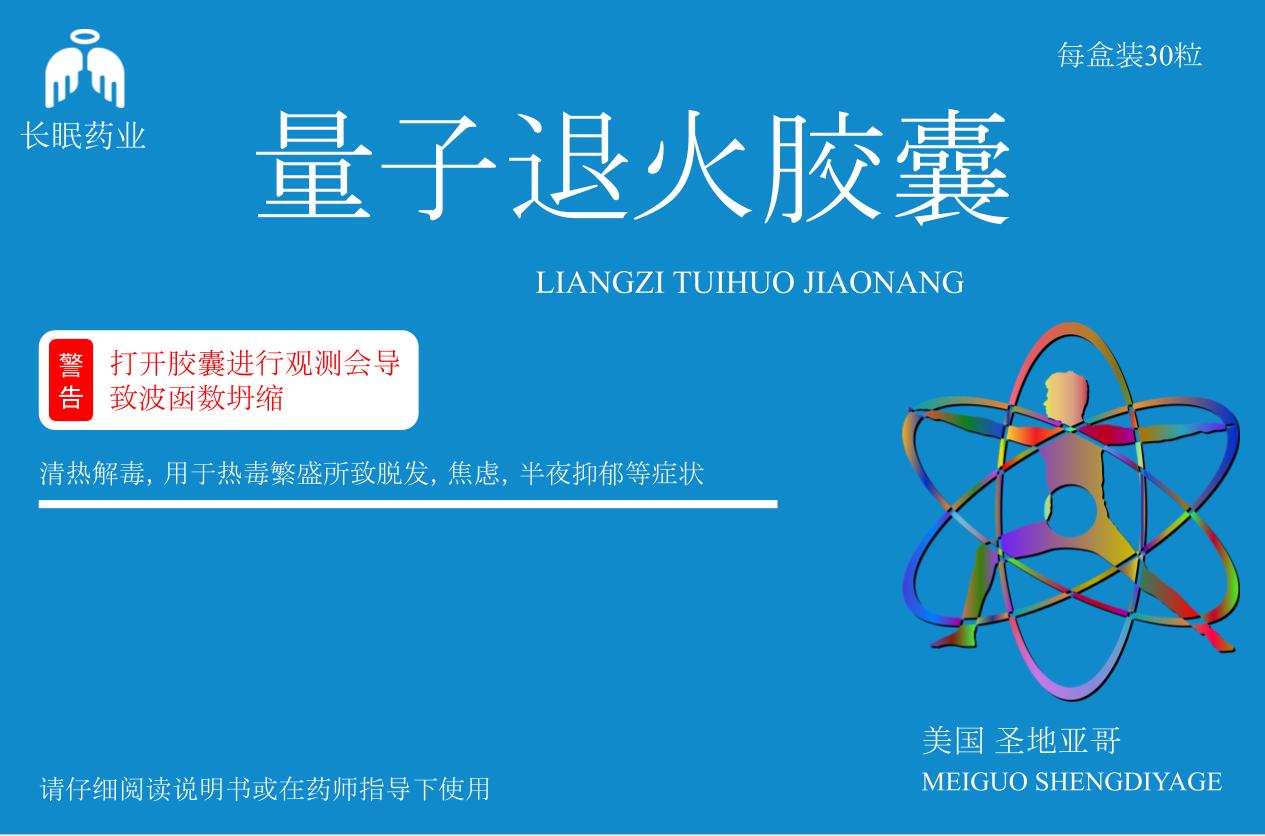 每盒装30粒
长眠药业
量子退火胶囊
LIANGZI TUIHUO JIAONANG
警告
打开胶囊进行观测会导
致波函数坍缩
清热解毒, 用于热毒繁盛所致脱发, 焦虑, 半夜抑郁等症状
美国 圣地亚哥
MEIGUO SHENGDIYAGE
请仔细阅读说明书或在药师指导下使用